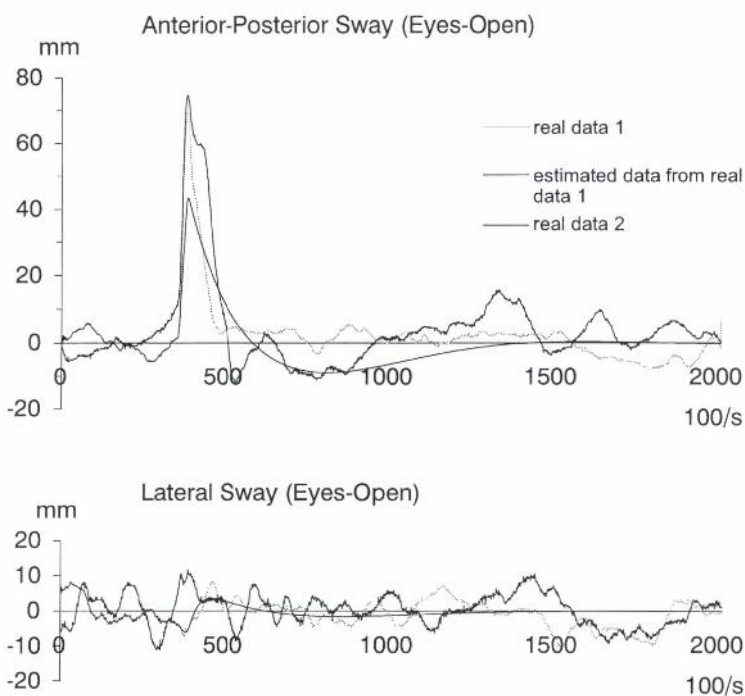 Anterior-Posterior Sway (Eyes-Open)
mm
80
60
40
20
0
-20
real data 1
estimated data from real
data 1
real data 2
0 500 1000 1500 2000
100/s
Lateral Sway (Eyes-Open)
mm
20
10
0
-10
-20
0 500 1000 1500 2000
100/s